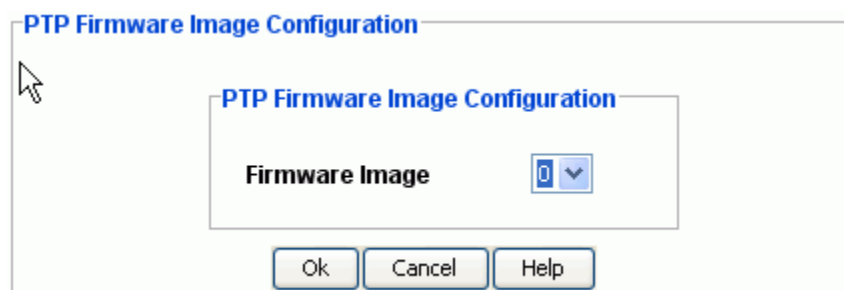 PTP Firmware Image Configuration
PTP Firmware Image Configuration
Firmware Image 0
Ok Cancel Help